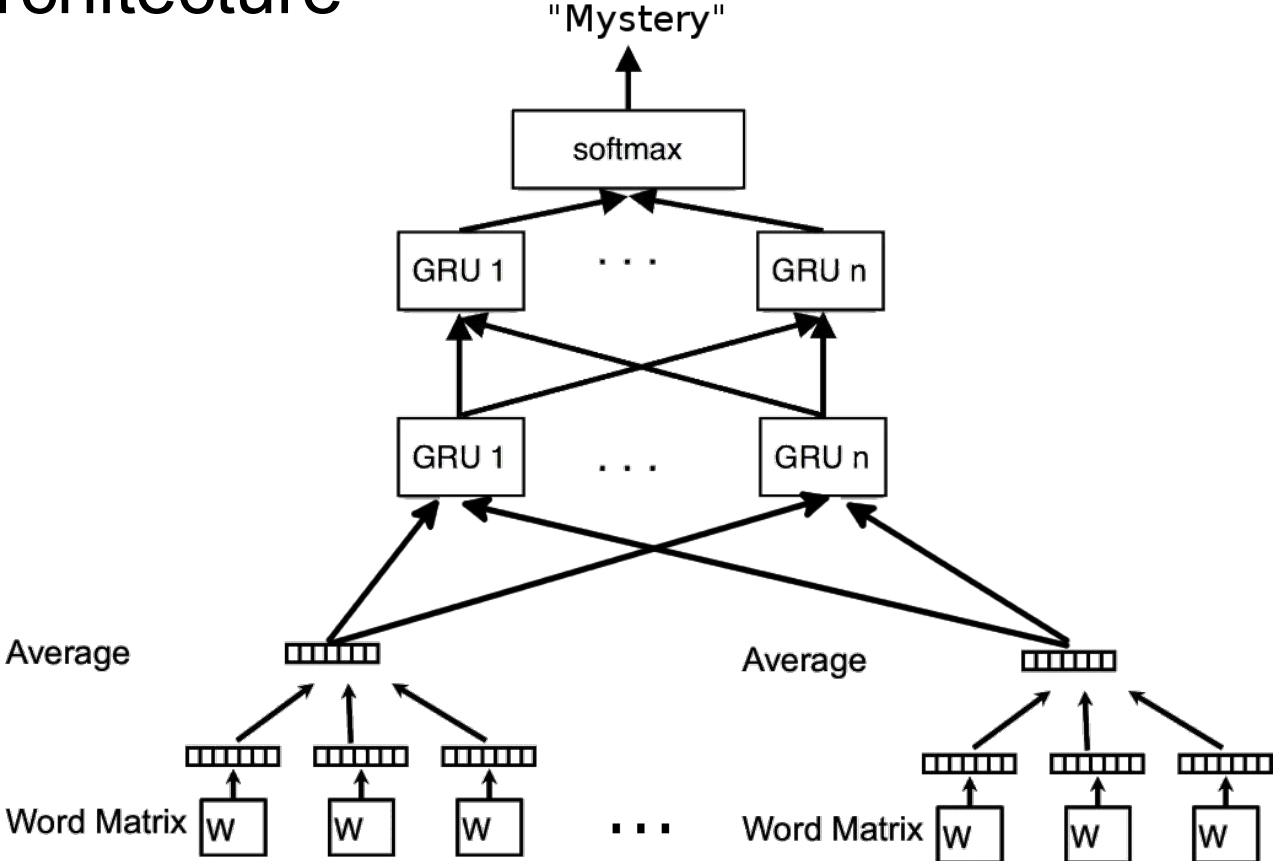 "Mystery"
softmax
GRU 1 . . . GRU n
GRU 1 . . . GRU n
Average Average
Word Matrix W W W ... Word Matrix W W W